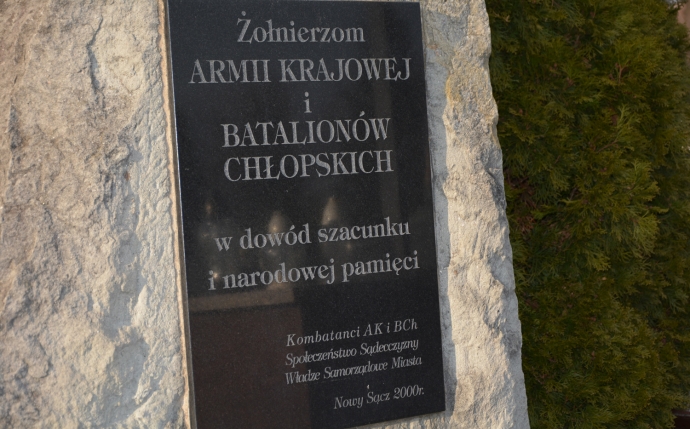 Żołnierzom
ARMII KRAJOWEJ
i
BATALIONÓW
CHŁOPSKICH
w dowód szacunku
i narodowej pamięci
Kombatanci AK i BCh
Społeczeństwo Sądecczyzny
Władze Samorządowe Miasta
Nowy Sącz 2000r.